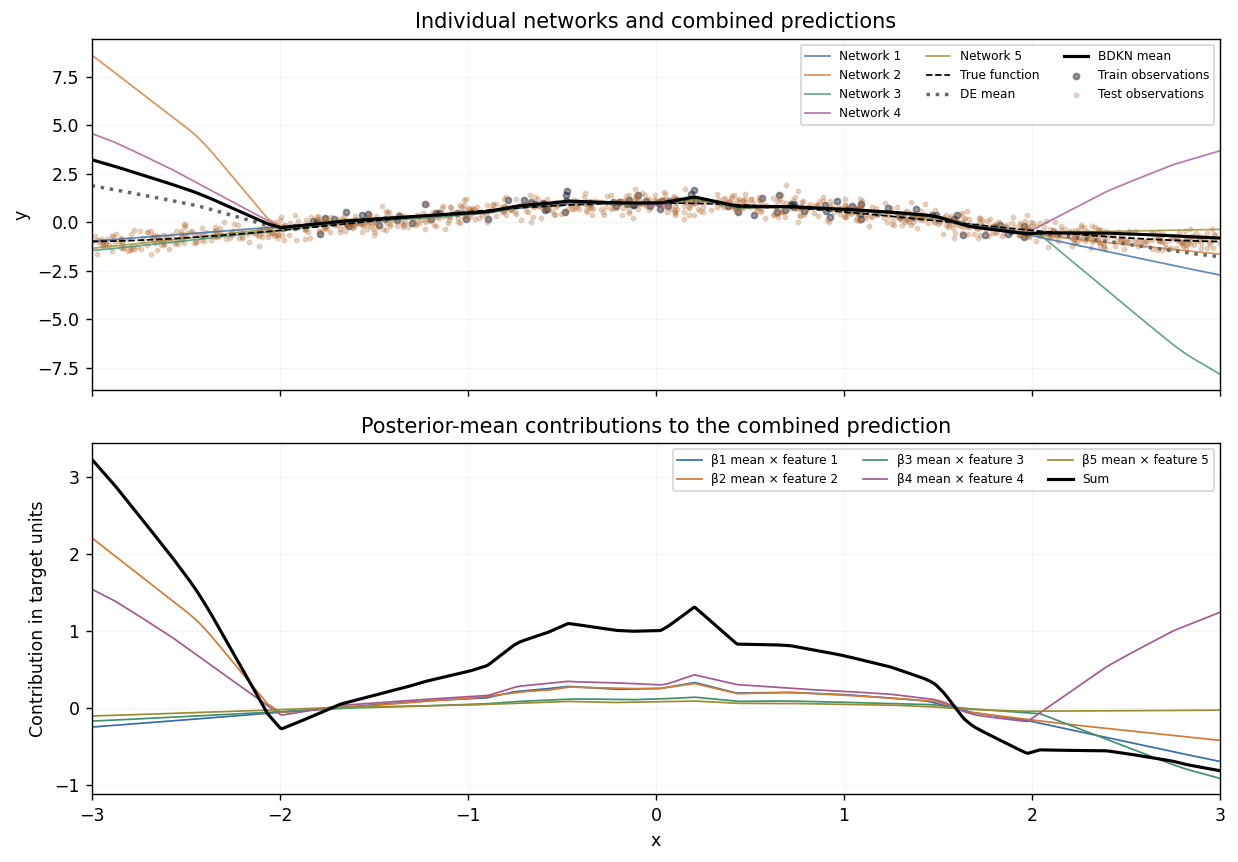 Individual networks and combined predictions
Network 1
Network 2
Network 3
Network 4
Network 5
True function
DE mean
BDKN mean
Train observations
Test observations
7.5
5.0
2.5
0.0
−2.5
−5.0
−7.5
y
Posterior-mean contributions to the combined prediction
β1 mean × feature 1
β2 mean × feature 2
β3 mean × feature 3
β4 mean × feature 4
β5 mean × feature 5
Sum
3
2
1
0
−1
Contribution in target units
−3
−2
−1
0
1
2
3
x